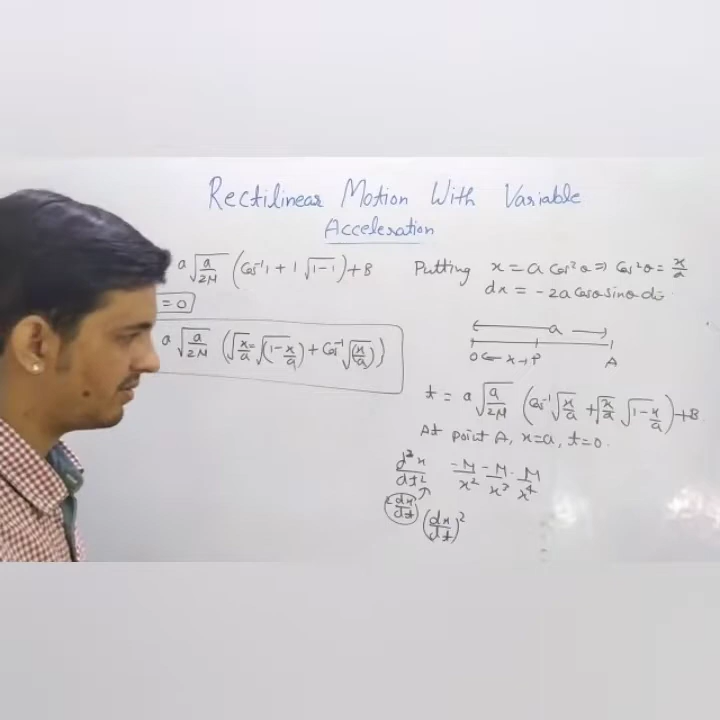 Rectilinear Motion With Variable
Acceleration
a√(a/2M) (Cos⁻¹1 + 1 √(1-1)) + B
= 0
a√(a/2M) (√(x/a) √(1-x/a) + Cos⁻¹√(x/a))
Putting x = a cos²θ ⇒ Cos²θ = x/a
dx = -2a cosθ sinθ dθ
a
O ← x → P A
t = a√(a/2M) (Cos⁻¹√(x/a) + √(x/a) √(1-x/a)) + B
At point A, x=a, t=0.
d²x/dt² -M/x² -M/x³ -M/x⁴
2dx/dt (dx/dt)²